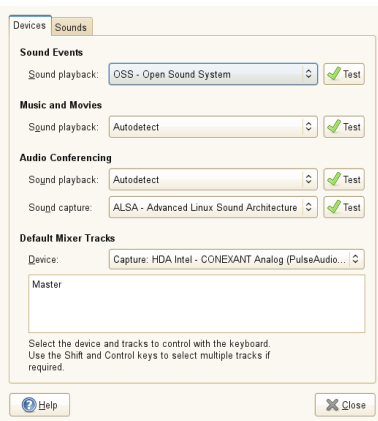 Devices Sounds
Sound Events
Sound playback: OSS - Open Sound System Test
Music and Movies
Sound playback: Autodetect Test
Audio Conferencing
Sound playback: Autodetect Test
Sound capture: ALSA - Advanced Linux Sound Architecture Test
Default Mixer Tracks
Device: Capture: HDA Intel - CONEXANT Analog (PulseAudio...
Master
Select the device and tracks to control with the keyboard.
Use the Shift and Control keys to select multiple tracks if
required.
Help Close